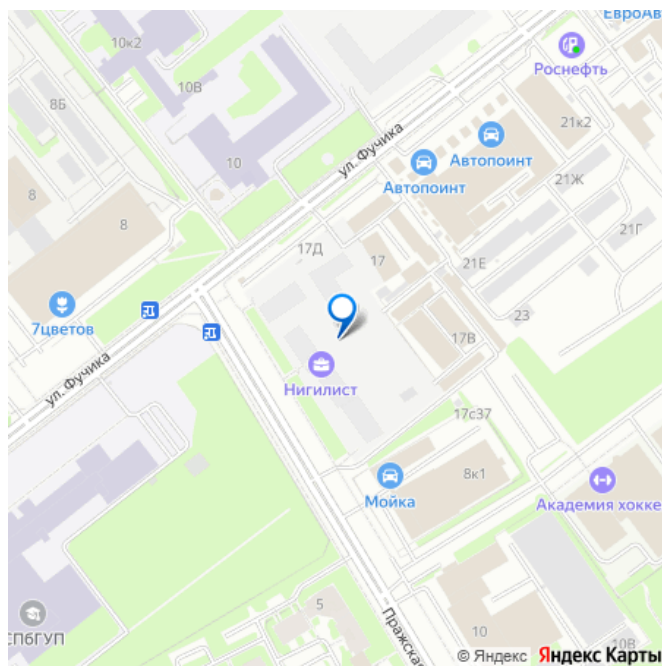 ЕвроАв
10к2
Роснефть
8Б
10В
21к2
ул. Фучика
Автопоинт
10
Автопоинт
21Ж
8
8
21Г
17Д
17
21Е
7цветов
23
17В
ул. Фучика
Нигилист
17с37
8к1
Мойка
Академия хокке
5
СПбГУП
Пражска
10
10В
© Яндекс Яндекс Карты